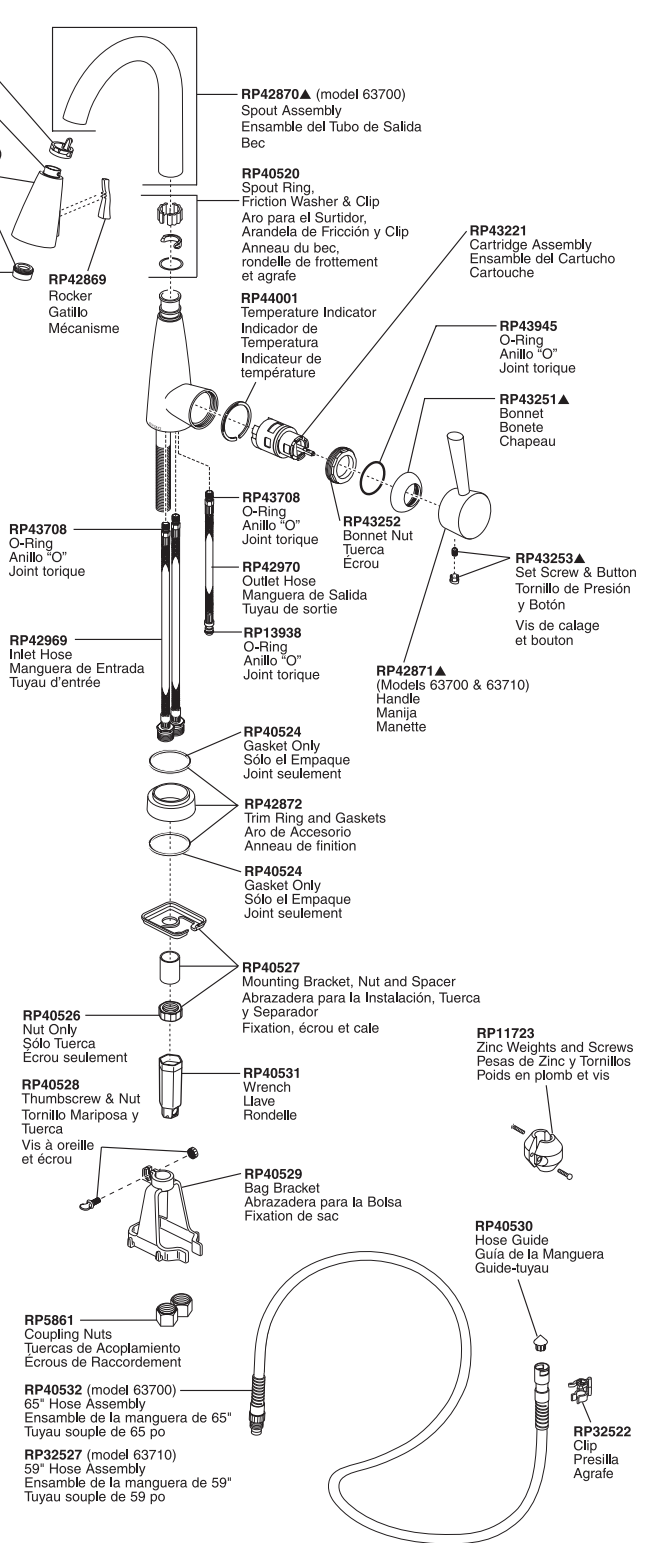 RP42870▲ (model 63700)
Spout Assembly
Ensamble del Tubo de Salida
Bec
RP40520
Spout Ring,
Friction Washer & Clip
Aro para el Surtidor,
Arandela de Fricción y Clip
Anneau du bec,
rondelle de frottement
et agrafe
RP42869
Rocker
Gatillo
Mécanisme
RP43221
Cartridge Assembly
Ensamble del Cartucho
Cartouche
RP44001
Temperature Indicator
Indicador de
Temperatura
Indicateur de
température
RP43945
O-Ring
Anillo “O”
Joint torique
RP43251▲
Bonnet
Bonete
Chapeau
RP43708
O-Ring
Anillo “O”
Joint torique
RP43252
Bonnet Nut
Tuerca
Écrou
RP43708
O-Ring
Anillo “O”
Joint torique
RP42970
Outlet Hose
Manguera de Salida
Tuyau de sortie
RP43253▲
Set Screw & Button
Tornillo de Presión
y Botón
Vis de calage
et bouton
RP42969
Inlet Hose
Manguera de Entrada
Tuyau d’entrée
RP13938
O-Ring
Anillo “O”
Joint torique
RP42871▲
(Models 63700 & 63710)
Handle
Manija
Manette
RP40524
Gasket Only
Sólo el Empaque
Joint seulement
RP42872
Trim Ring and Gaskets
Aro de Accesorio
Anneau de finition
RP40524
Gasket Only
Sólo el Empaque
Joint seulement
RP40527
Mounting Bracket, Nut and Spacer
Abrazadera para la Instalación, Tuerca
y Separador
Fixation, écrou et cale
RP40526
Nut Only
Sólo Tuerca
Écrou seulement
RP11723
Zinc Weights and Screws
Pesas de Zinc y Tornillos
Poids en plomb et vis
RP40531
Wrench
Llave
Rondelle
RP40528
Thumbscrew & Nut
Tornillo Mariposa y
Tuerca
Vis à oreille
et écrou
RP40529
Bag Bracket
Abrazadera para la Bolsa
Fixation de sac
RP40530
Hose Guide
Guía de la Manguera
Guide-tuyau
RP5861
Coupling Nuts
Tuercas de Acoplamiento
Écrous de Raccordement
RP40532 (model 63700)
65" Hose Assembly
Ensamble de la manguera de 65"
Tuyau souple de 65 po
RP32522
Clip
Presilla
Agrafe
RP32527 (model 63710)
59" Hose Assembly
Ensamble de la manguera de 59"
Tuyau souple de 59 po